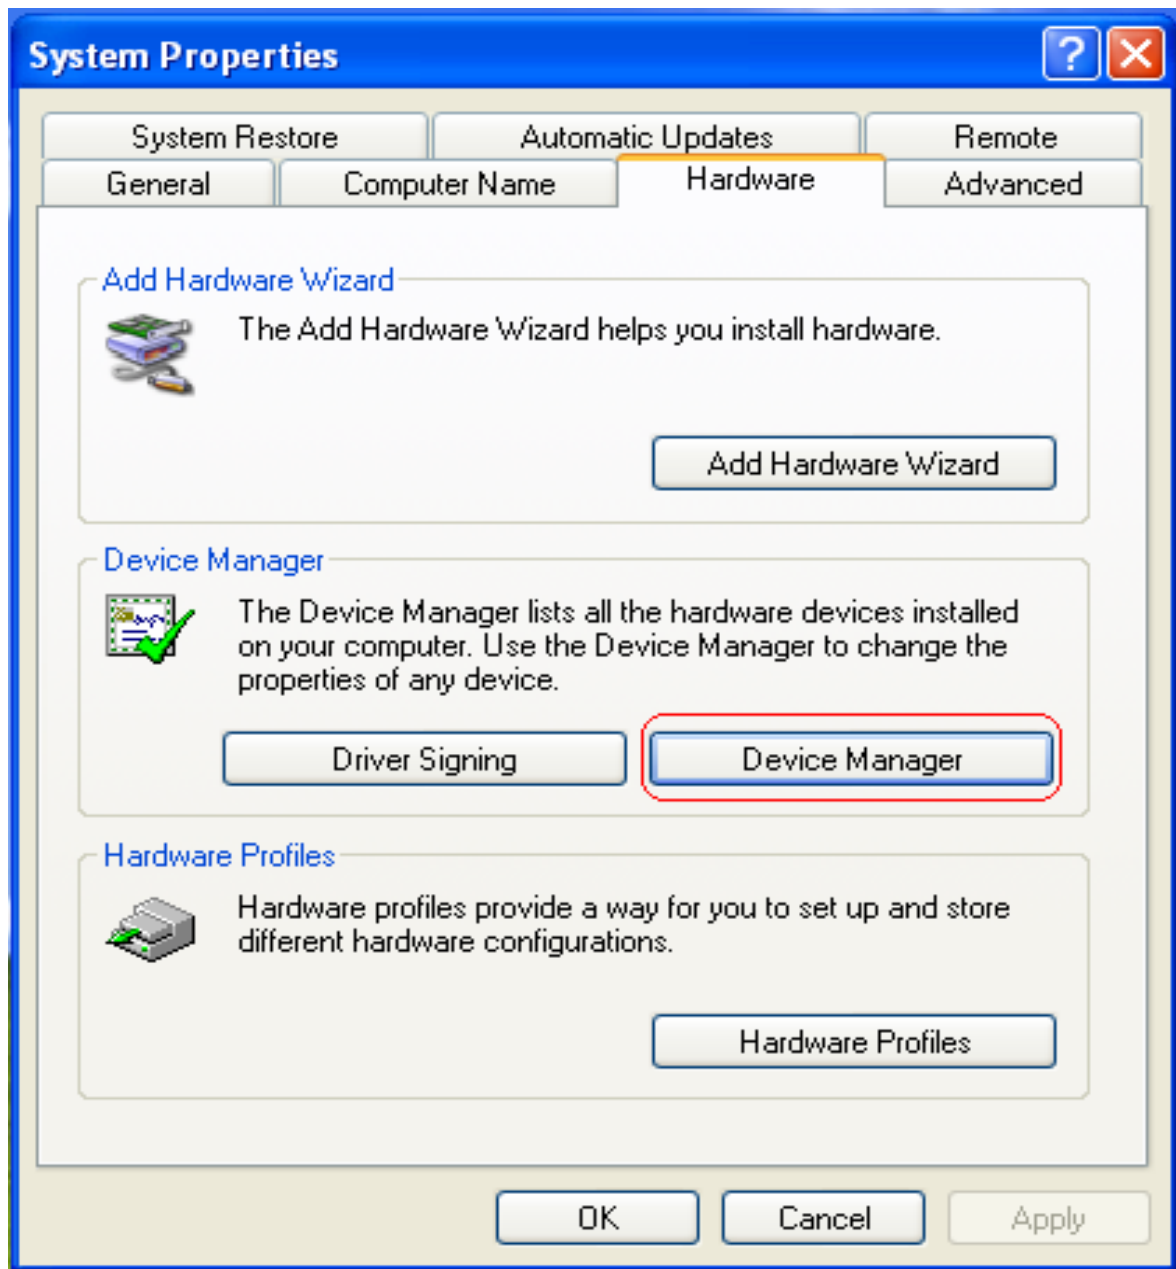 System Properties
System Restore Automatic Updates Remote
General Computer Name Hardware Advanced
Add Hardware Wizard
The Add Hardware Wizard helps you install hardware.
Add Hardware Wizard
Device Manager
The Device Manager lists all the hardware devices installed
on your computer. Use the Device Manager to change the
properties of any device.
Driver Signing Device Manager
Hardware Profiles
Hardware profiles provide a way for you to set up and store
different hardware configurations.
Hardware Profiles
OK Cancel Apply